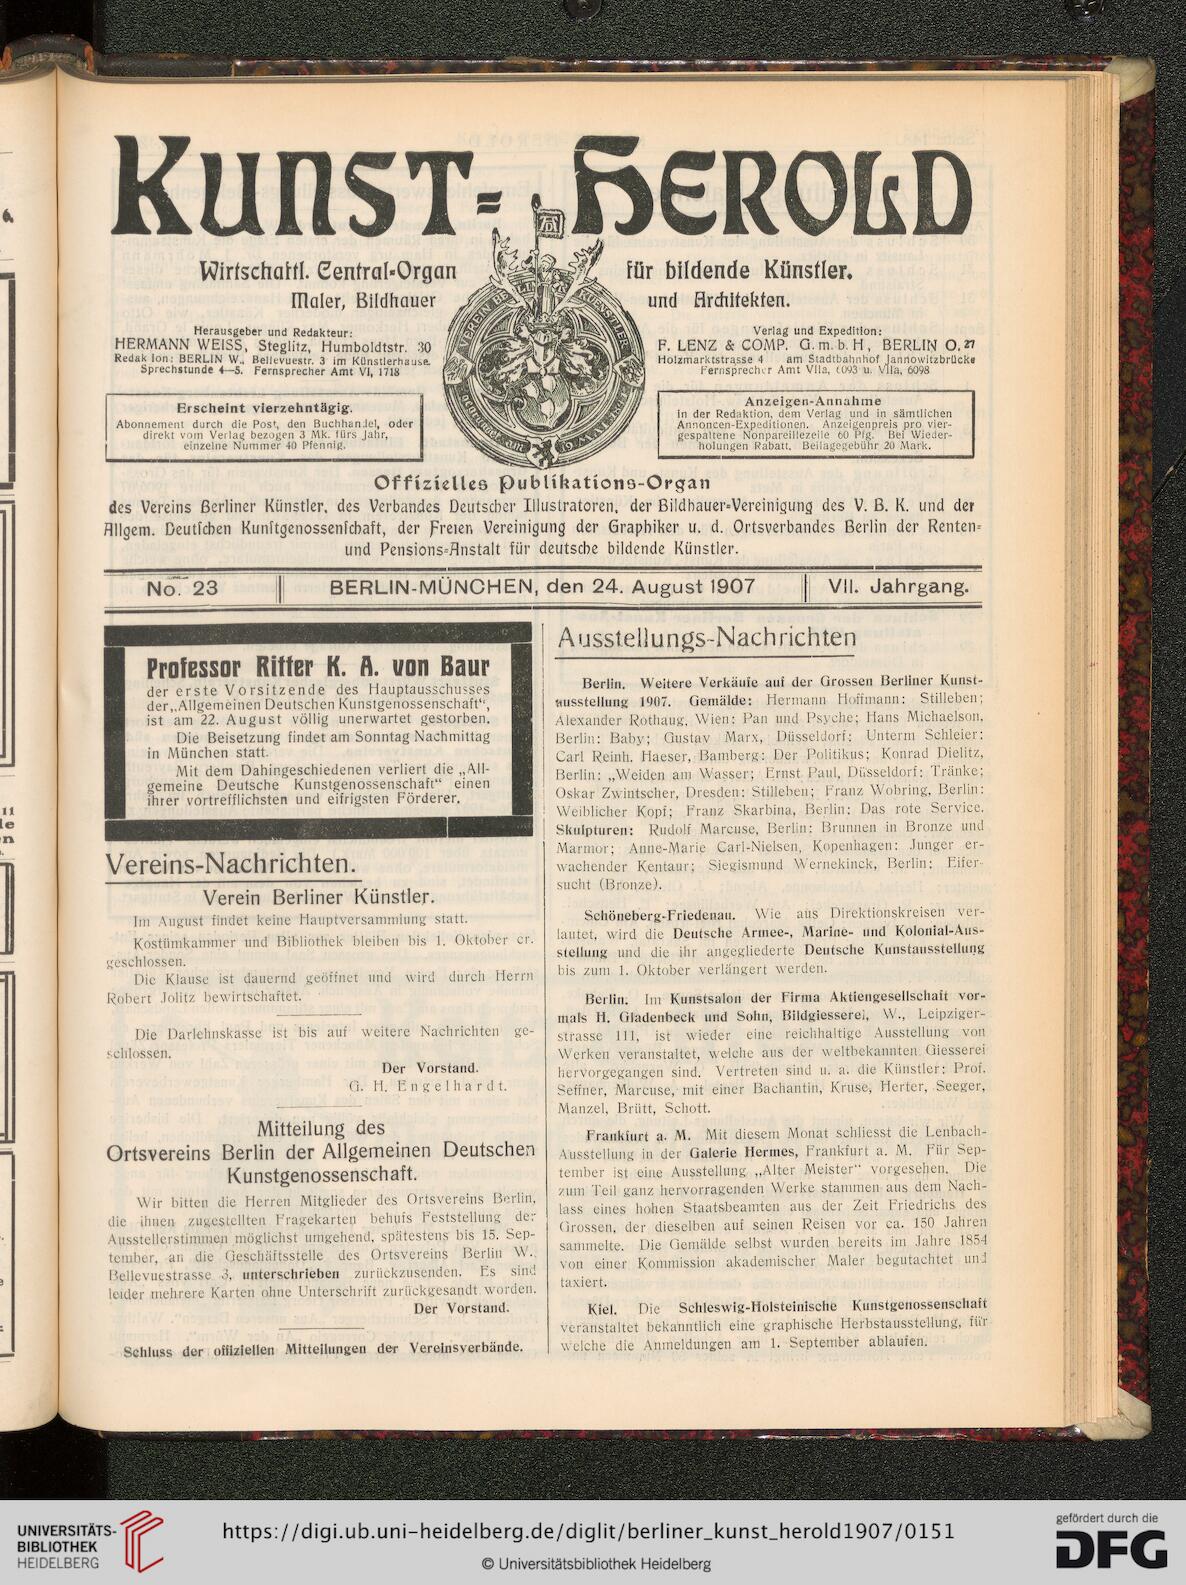 KUNST= HEROLD
Wirtschaftl. Central-Organ für bildende Künstler.
Maler, Bildhauer und Architekten.
Herausgeber und Redakteur:
HERMANN WEISS, Steglitz, Humboldtstr. 30
Redaktion: BERLIN W., Bellevuestr. 3 im Künstlerhause.
Sprechstunde 4—5. Fernsprecher Amt VI, 1718
Verlag und Expedition:
F. LENZ & COMP. G. m. b. H, BERLIN O. 27
Holzmarktstrasse 4 am Stadtbahnhof Jannowitzbrücke
Fernsprecher Amt VIIa, 6093 u. VIIa, 6098
VEREIN BERLINER KUENSTLER
Erscheint vierzehntägig.
Abonnement durch die Post, den Buchhandel, oder
direkt vom Verlag bezogen 3 Mk. fürs Jahr,
einzelne Nummer 40 Pfennig.
Anzeigen-Annahme
in der Redaktion, dem Verlag und in sämtlichen
Annoncen-Expeditionen. Anzeigenpreis pro vier-
gespaltene Nonpareillezeile 60 Pfg. Bei Wieder-
holungen Rabatt. Beilagegebühr 20 Mark.
Offizielles Publikations-Organ
des Vereins Berliner Künstler, des Verbandes Deutscher Illustratoren, der Bildhauer=Vereinigung des V. B. K. und der
Allgem. Deutschen Kunstgenossenschaft, der Freien Vereinigung der Graphiker u. d. Ortsverbandes Berlin der Renten=
und Pensions=Anstalt für deutsche bildende Künstler.
No. 23 BERLIN-MÜNCHEN, den 24. August 1907 VII. Jahrgang.
Professor Ritter K. A. von Baur
der erste Vorsitzende des Hauptausschusses
der „Allgemeinen Deutschen Kunstgenossenschaft“,
ist am 22. August völlig unerwartet gestorben.
Die Beisetzung findet am Sonntag Nachmittag
in München statt.
Mit dem Dahingeschiedenen verliert die „All-
gemeine Deutsche Kunstgenossenschaft“ einen
ihrer vortrefflichsten und eifrigsten Förderer.
Vereins-Nachrichten.
Verein Berliner Künstler.
Im August findet keine Hauptversammlung statt.
Kostümkammer und Bibliothek bleiben bis 1. Oktober cr.
geschlossen.
Die Klause ist dauernd geöffnet und wird durch Herrn
Robert Jolitz bewirtschaftet.
Die Darlehnskasse ist bis auf weitere Nachrichten ge-
schlossen.
Der Vorstand.
G. H. Engelhardt.
Mitteilung des
Ortsvereins Berlin der Allgemeinen Deutschen
Kunstgenossenschaft.
Wir bitten die Herren Mitglieder des Ortsvereins Berlin,
die ihnen zugestellten Fragekarten behufs Feststellung der
Ausstellerstimmen möglichst umgehend, spätestens bis 15. Sep-
tember, an die Geschäftsstelle des Ortsvereins Berlin W.,
Bellevuestrasse 3, unterschrieben zurückzusenden. Es sind
leider mehrere Karten ohne Unterschrift zurückgesandt worden.
Der Vorstand.
Schluss der offiziellen Mitteilungen der Vereinsverbände.
Ausstellungs-Nachrichten
Berlin. Weitere Verkäufe auf der Grossen Berliner Kunst-
ausstellung 1907. Gemälde: Hermann Hoffmann: Stilleben;
Alexander Rothaug, Wien: Pan und Psyche; Hans Michaelson,
Berlin: Baby; Gustav Marx, Düsseldorf: Unterm Schleier:
Carl Reinh. Haeser, Bamberg: Der Politikus; Konrad Dielitz,
Berlin: „Weiden am Wasser; Ernst Paul, Düsseldorf: Tränke;
Oskar Zwintscher, Dresden: Stilleben; Franz Wobring, Berlin:
Weiblicher Kopf; Franz Skarbina, Berlin: Das rote Service.
Skulpturen: Rudolf Marcuse, Berlin: Brunnen in Bronze und
Marmor; Anne-Marie Carl-Nielsen, Kopenhagen: Junger er-
wachender Kentaur; Siegismund Wernekinck, Berlin: Eifer-
sucht (Bronze).
Schöneberg-Friedenau. Wie aus Direktionskreisen ver-
lautet, wird die Deutsche Armee-, Marine- und Kolonial-Aus-
stellung und die ihr angegliederte Deutsche Kunstausstellung
bis zum 1. Oktober verlängert werden.
Berlin. Im Kunstsalon der Firma Aktiengesellschaft vor-
mals H. Gladenbeck und Sohn, Bildgiesserei, W., Leipziger-
strasse 111, ist wieder eine reichhaltige Ausstellung von
Werken veranstaltet, welche aus der weltbekannten Giesserei
hervorgegangen sind. Vertreten sind u. a. die Künstler: Prof.
Seffner, Marcuse, mit einer Bachantin, Kruse, Herter, Seeger,
Manzel, Brütt, Schott.
Frankfurt a. M. Mit diesem Monat schliesst die Lenbach-
Ausstellung in der Galerie Hermes, Frankfurt a. M. Für Sep-
tember ist eine Ausstellung „Alter Meister“ vorgesehen. Die
zum Teil ganz hervorragenden Werke stammen aus dem Nach-
lass eines hohen Staatsbeamten aus der Zeit Friedrichs des
Grossen, der dieselben auf seinen Reisen vor ca. 150 Jahren
sammelte. Die Gemälde selbst wurden bereits im Jahre 1854
von einer Kommission akademischer Maler begutachtet und
taxiert.
Kiel. Die Schleswig-Holsteinische Kunstgenossenschaft
veranstaltet bekanntlich eine graphische Herbstausstellung, für
welche die Anmeldungen am 1. September ablaufen.
UNIVERSITÄTS-
BIBLIOTHEK
HEIDELBERG
https://digi.ub.uni-heidelberg.de/diglit/berliner_kunst_herold1907/0151
© Universitätsbibliothek Heidelberg
gefördert durch die
DFG